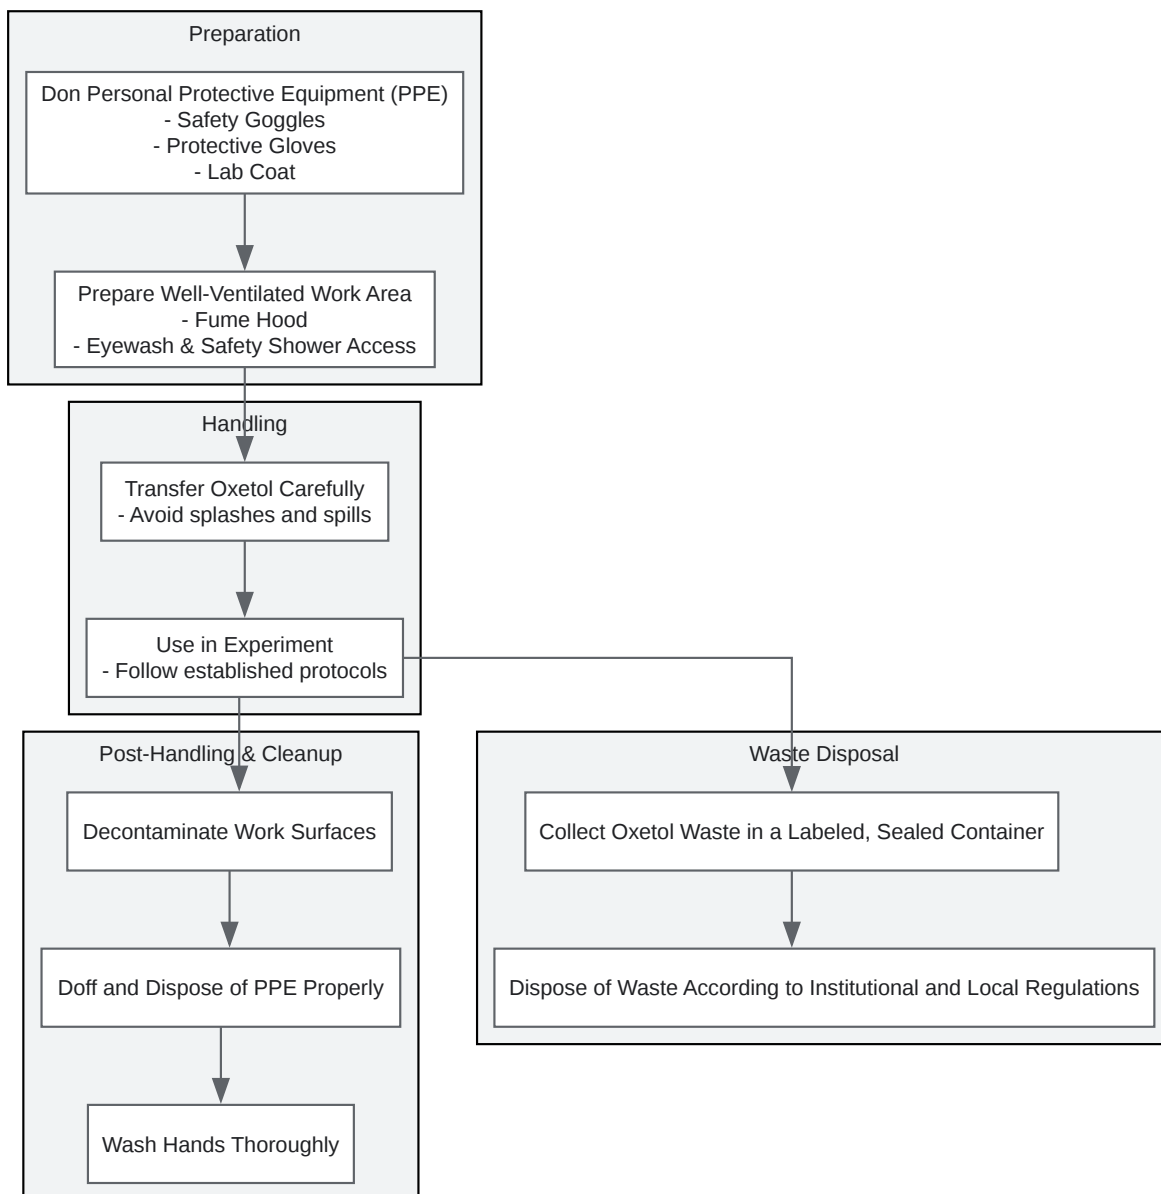 Preparation
Don Personal Protective Equipment (PPE)
- Safety Goggles
- Protective Gloves
- Lab Coat
Prepare Well-Ventilated Work Area
- Fume Hood
- Eyewash & Safety Shower Access
Handling
Transfer Oxetol Carefully
- Avoid splashes and spills
Use in Experiment
- Follow established protocols
Post-Handling & Cleanup
Decontaminate Work Surfaces
Doff and Dispose of PPE Properly
Wash Hands Thoroughly
Waste Disposal
Collect Oxetol Waste in a Labeled, Sealed Container
Dispose of Waste According to Institutional and Local Regulations